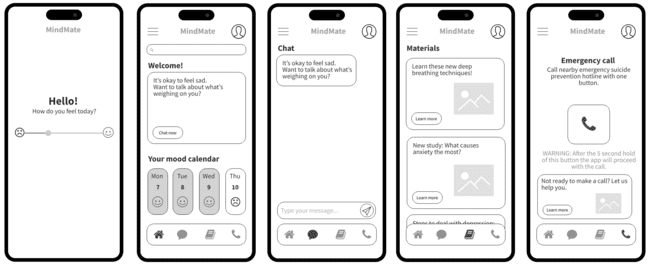 MindMate
Hello!
How do you feel today?
MindMate
Welcome!
It's okay to feel sad.
Want to talk about what's
weighing on you?
Chat now
Your mood calendar
Mon
7
Tue
8
Wed
9
Thu
10
MindMate
Chat
It's okay to feel sad.
Want to talk about what's
weighing on you?
Type your message...
MindMate
Materials
Learn these new deep
breathing techniques!
Learn more
New study: What causes
anxiety the most?
Learn more
Steps to deal with depression:
MindMate
Emergency call
Call nearby emergency suicide
prevention hotline with one
button.
WARNING: After the 5 second hold
of this button the app will proceed
with the call.
Not ready to make a call? Let us
help you.
Learn more